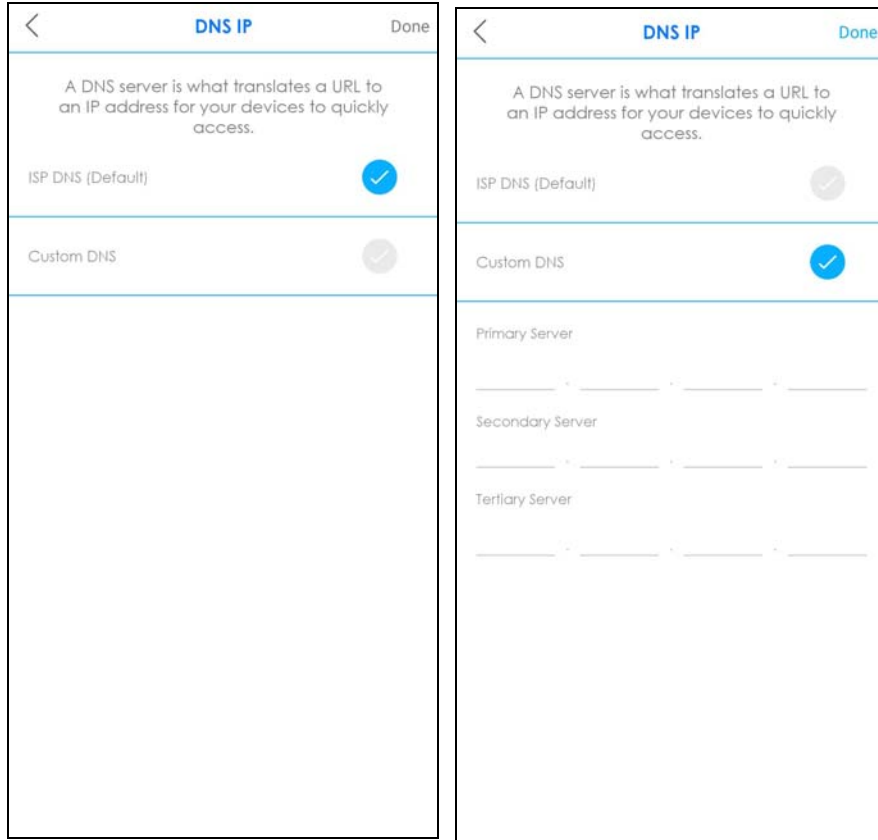 DNS IP
Done
A DNS server is what translates a URL to
an IP address for your devices to quickly
access.
ISP DNS (Default)
Custom DNS
DNS IP
Done
A DNS server is what translates a URL to
an IP address for your devices to quickly
access.
ISP DNS (Default)
Custom DNS
Primary Server
Secondary Server
Tertiary Server